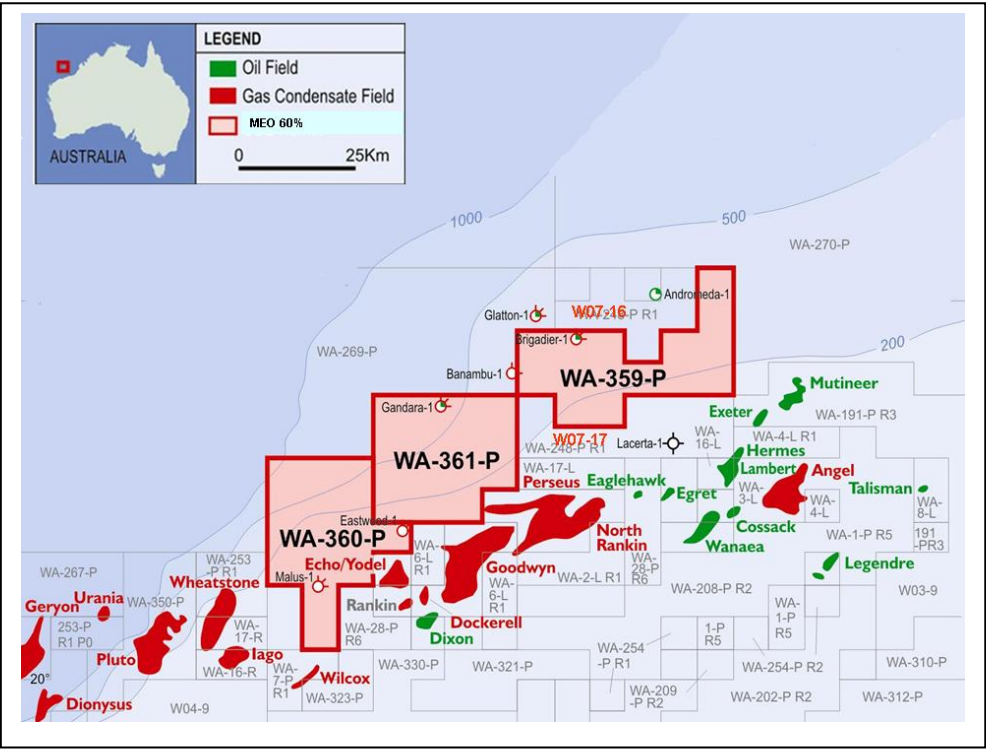 LEGEND
Oil Field
Gas Condensate Field
MEO 60%
0 25Km
AUSTRALIA
1000
500
WA-270-P
Andromeda-1
Glatton-1
W07-16
P R1
Brigadier-1
WA-269-P
200
Banambu-1
WA-359-P
Mutineer
Gandara-1
Exeter
WA-191-P R3
W07-17
WA-248-P R1
Lacerta-1
WA-
16-L
WA-4-L R1
Hermes
WA-361-P
WA-17-L
Perseus
Eaglehawk
Lambert
Angel
Egret
WA-
3-L
WA-
4-L
Talisman
WA-
8-L
Eastwood-1
WA-360-P
North
Rankin
Cossack
Wanaea
WA-1-P R5
191
-PR3
WA-
6-L
R1
Echo/Yodel
Goodwyn
WA-
28-P
R6
Legendre
WA-253
-P R1
WA-267-P
Malus-1
WA-2-L R1
Wheatstone
WA-
6-L
R1
WA-208-P R2
W03-9
Urania
Geryon
WA-350-P
Rankin
Dockerell
WA-
1-P
R5
253-P
R1 P0
WA-
17-R
WA-28-P
R6
Dixon
1-P
R5
Pluto
Iago
WA-254
-P R1
WA-16-R
WA-
7-P
R1
WA-330-P
WA-321-P
WA-254-P R2
WA-310-P
20°
Wilcox
WA-323-P
WA-209
-P R2
WA-202-P R2
WA-312-P
Dionysus
W04-9